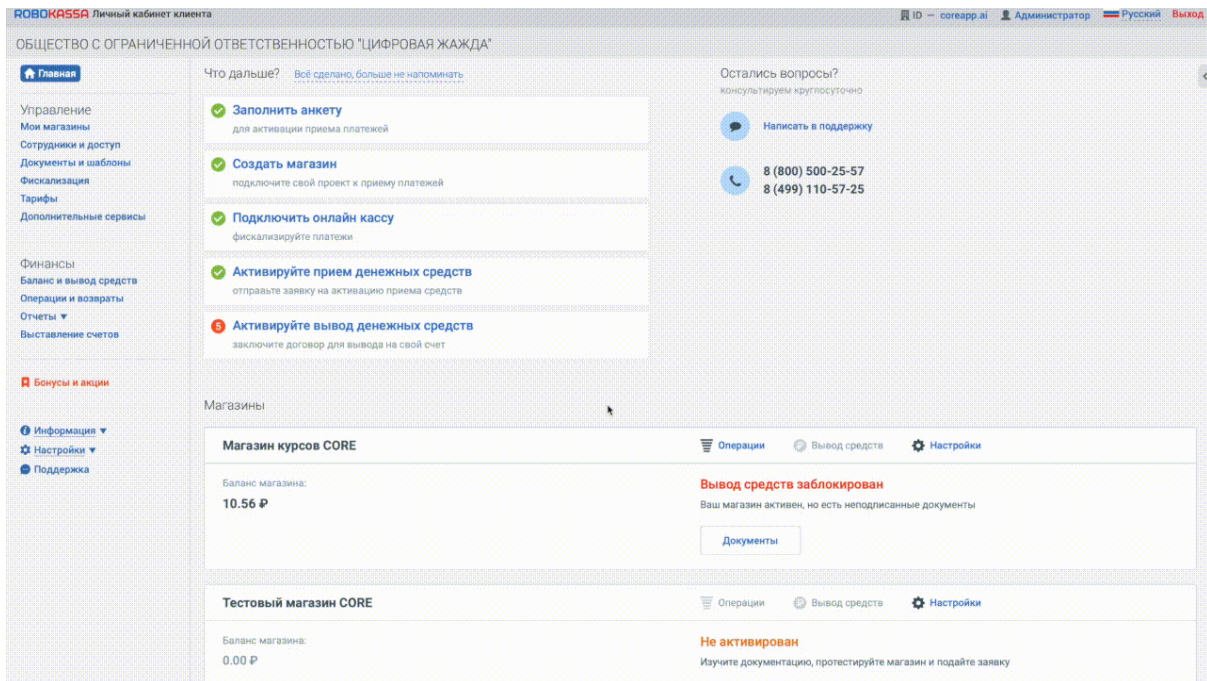 ROBOKASSA Личный кабинет клиента
ID — coreapp.ai Администратор Русский Выход
ОБЩЕСТВО С ОГРАНИЧЕННОЙ ОТВЕТСТВЕННОСТЬЮ "ЦИФРОВАЯ ЖАЖДА"
Главная
Управление
Мои магазины
Сотрудники и доступ
Документы и шаблоны
Фискализация
Тарифы
Дополнительные сервисы
Финансы
Баланс и вывод средств
Операции и возвраты
Отчеты ▼
Выставление счетов
Бонусы и акции
Информация ▼
Настройки ▼
Поддержка
Что дальше? Всё сделано, больше не напоминать
Заполнить анкету
для активации приема платежей
Создать магазин
подключите свой проект к приему платежей
Подключить онлайн кассу
фискализируйте платежи
Активируйте прием денежных средств
отправьте заявку на активацию приема средств
5 Активируйте вывод денежных средств
заключите договор для вывода на свой счет
Остались вопросы?
консультируем круглосуточно
Написать в поддержку
8 (800) 500-25-57
8 (499) 110-57-25
Магазины
Магазин курсов CORE
Операции Вывод средств Настройки
Баланс магазина:
10.56 ₽
Вывод средств заблокирован
Ваш магазин активен, но есть неподписанные документы
Документы
Тестовый магазин CORE
Операции Вывод средств Настройки
Баланс магазина:
0.00 ₽
Не активирован
Изучите документацию, протестируйте магазин и подайте заявку